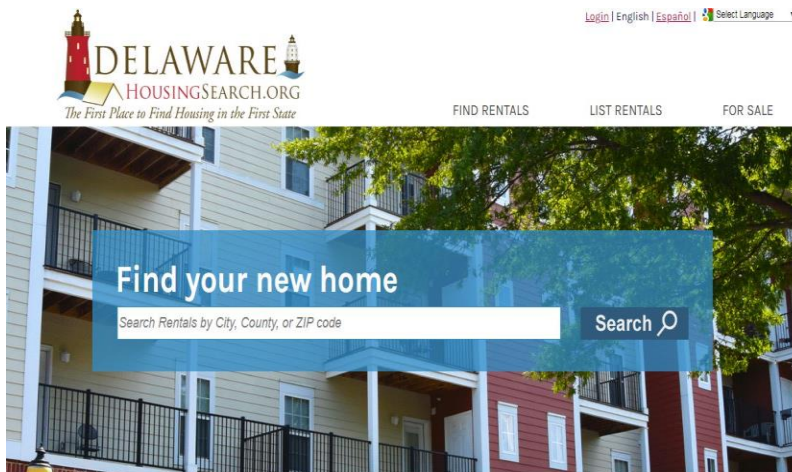 Login | English | Español | Select Language
DELAWARE
HOUSINGSEARCH.ORG
The First Place to Find Housing in the First State
FIND RENTALS LIST RENTALS FOR SALE
Find your new home
Search Rentals by City, County, or ZIP code
Search